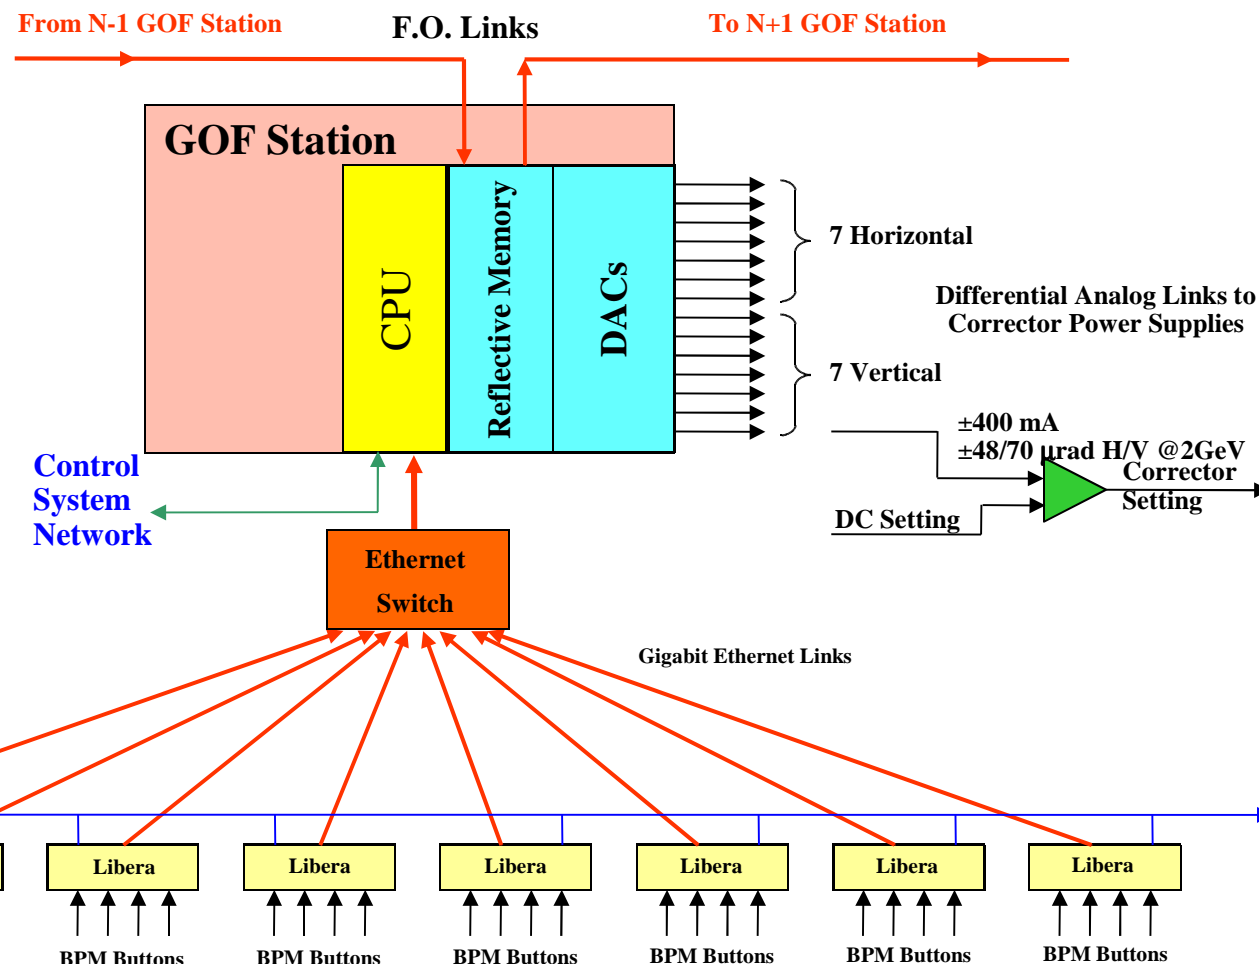 From N-1 GOF Station
F.O. Links
To N+1 GOF Station
GOF Station
CPU
Reflective Memory
DACs
7 Horizontal
Differential Analog Links to
Corrector Power Supplies
7 Vertical
±400 mA
±48/70 μrad H/V @2GeV
Corrector
Setting
DC Setting
Control
System
Network
Ethernet
Switch
Gigabit Ethernet Links
Libera
Libera
Libera
Libera
Libera
Libera
BPM Buttons
BPM Buttons
BPM Buttons
BPM Buttons
BPM Buttons
BPM Buttons